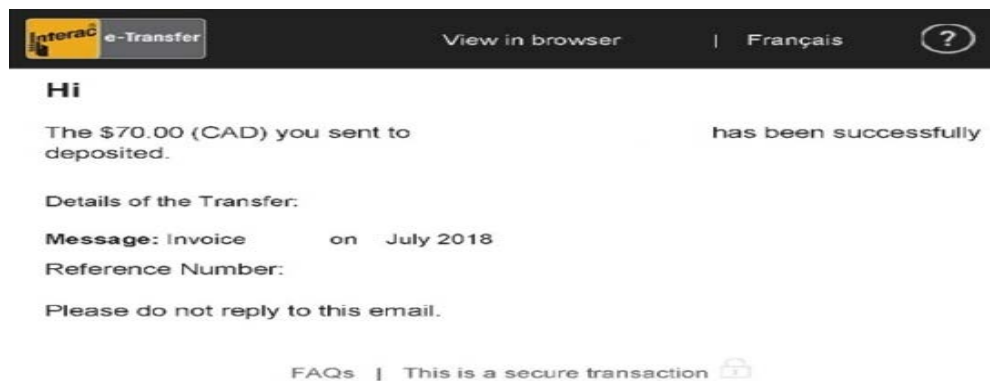 Interac e-Transfer View in browser | Français ?
Hi
The $70.00 (CAD) you sent to has been successfully
deposited.
Details of the Transfer:
Message: Invoice on July 2018
Reference Number:
Please do not reply to this email.
FAQs | This is a secure transaction